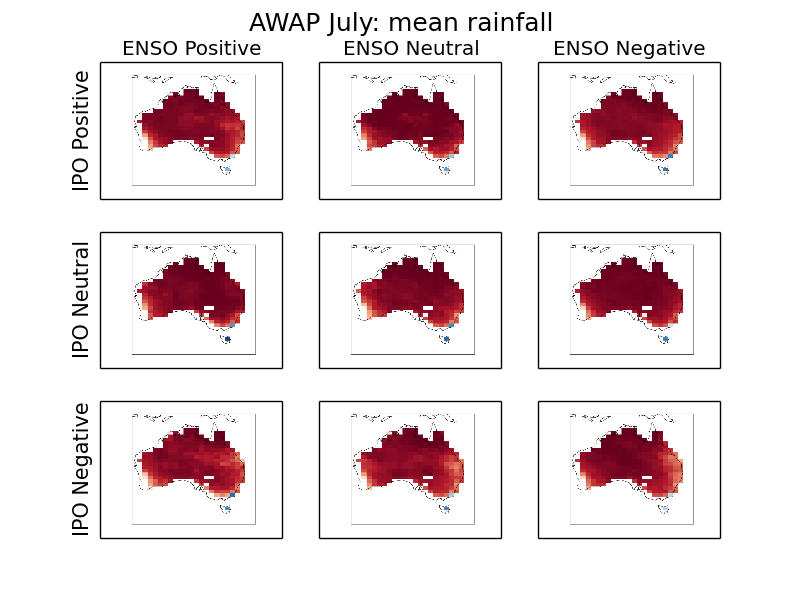 AWAP July: mean rainfall
ENSO Positive
ENSO Neutral
ENSO Negative
IPO Positive
IPO Neutral
IPO Negative